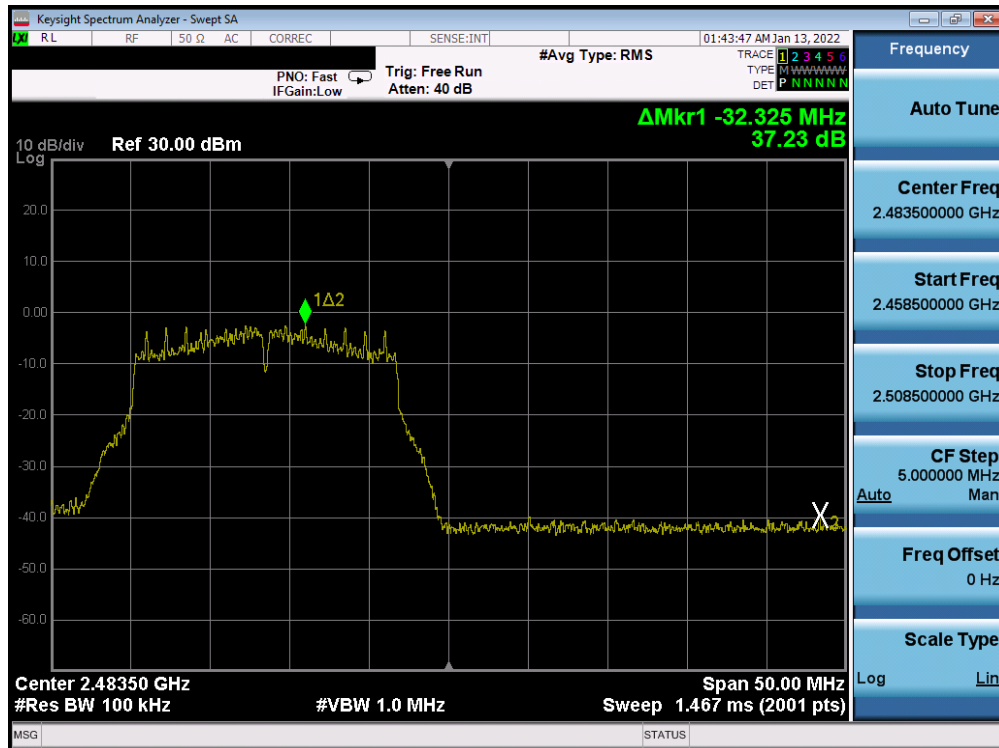 Keysight Spectrum Analyzer - Swept SA
LXI RL RF 50 Ω AC CORREC SENSE:INT 01:43:47 AM Jan 13, 2022
#Avg Type: RMS TRACE 1 2 3 4 5 6
PNO: Fast Trig: Free Run TYPE M WWWWW
IFGain:Low Atten: 40 dB DET P N N N N N
ΔMkr1 -32.325 MHz
37.23 dB
10 dB/div Ref 30.00 dBm
Log
20.0
10.0
0.00
1Δ2
-10.0
-20.0
-30.0
-40.0
X2
-50.0
-60.0
Center 2.48350 GHz Span 50.00 MHz
#Res BW 100 kHz #VBW 1.0 MHz Sweep 1.467 ms (2001 pts)
MSG STATUS
Frequency
Auto Tune
Center Freq
2.483500000 GHz
Start Freq
2.458500000 GHz
Stop Freq
2.508500000 GHz
CF Step
5.000000 MHz
Auto Man
Freq Offset
0 Hz
Scale Type
Log Lin